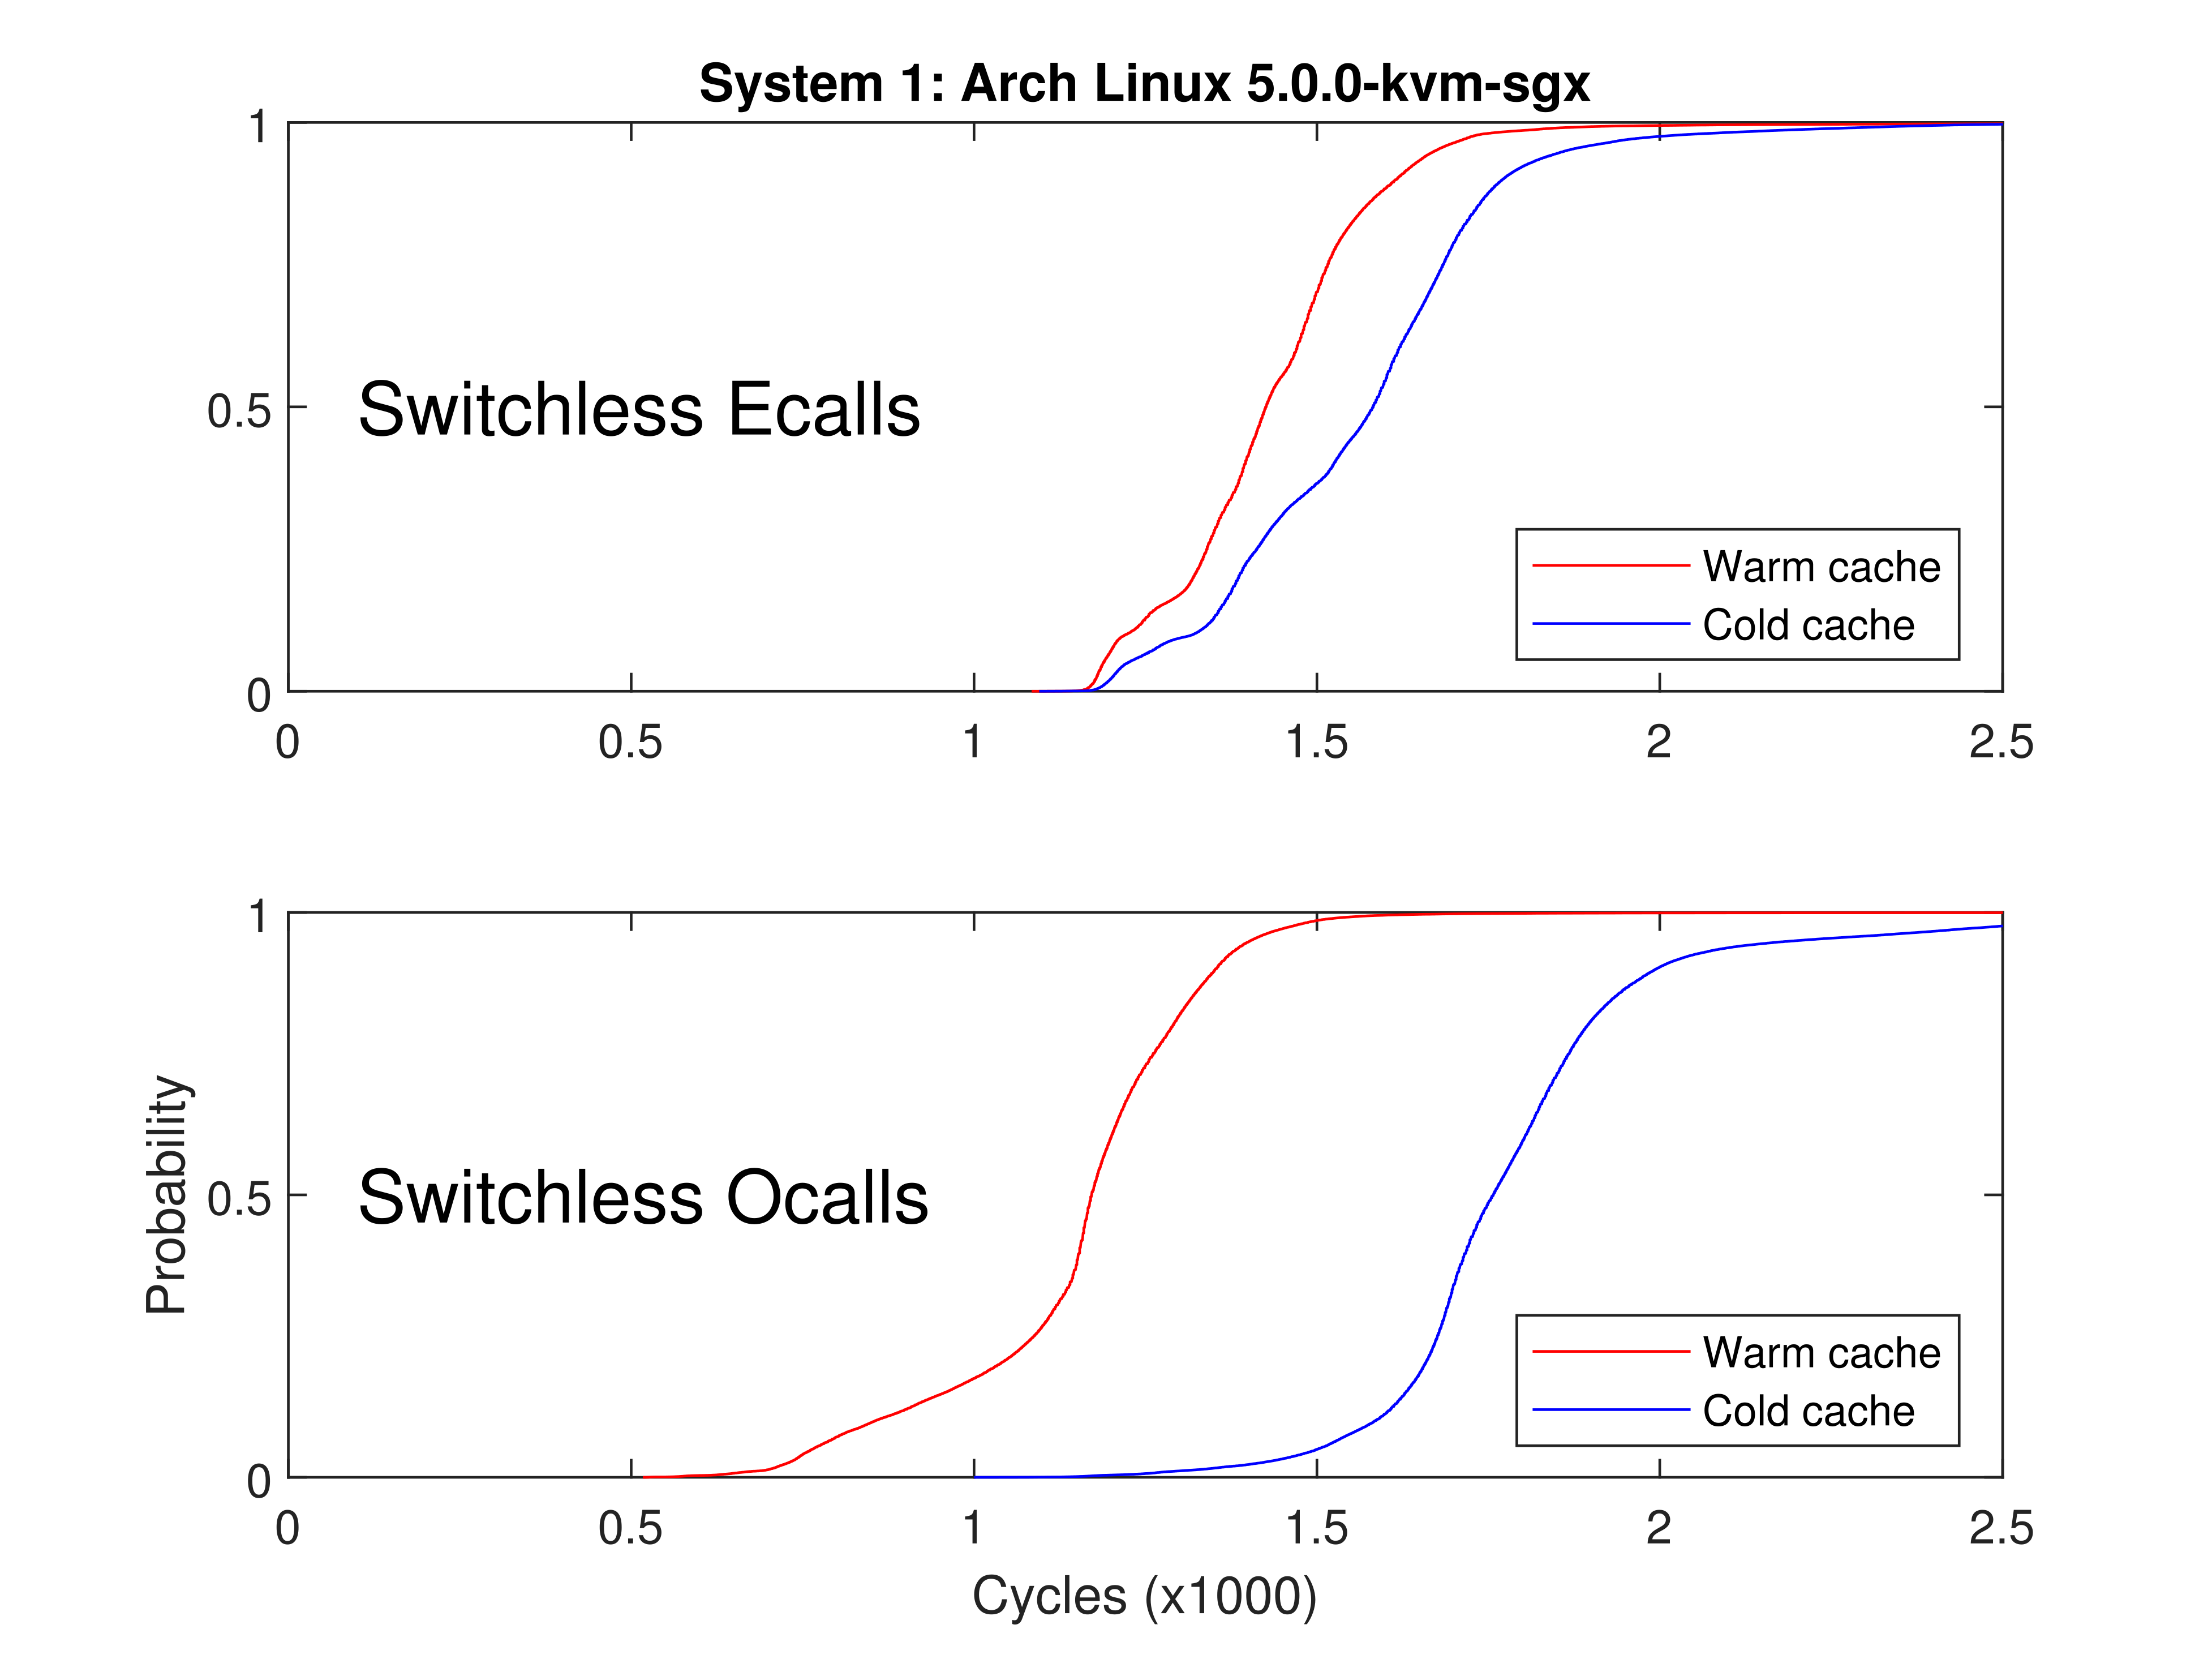 System 1: Arch Linux 5.0.0-kvm-sgx
1
0.5
0
Switchless Ecalls
Warm cache
Cold cache
0 0.5 1 1.5 2 2.5
1
0.5
0
Probability
Switchless Ocalls
Warm cache
Cold cache
0 0.5 1 1.5 2 2.5
Cycles (x1000)